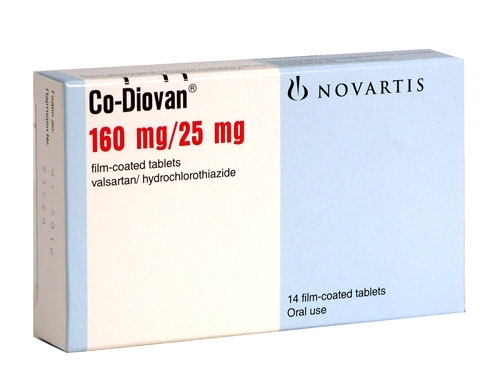 Co-Diovan®
160 mg/25 mg
film-coated tablets
valsartan/ hydrochlorothiazide
NOVARTIS
14 film-coated tablets
Oral use